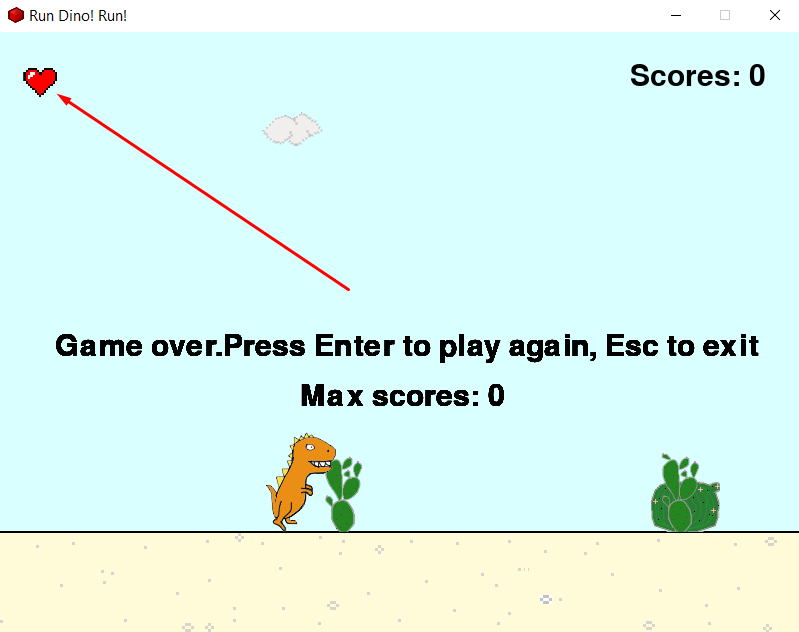 Run Dino! Run!
Scores: 0
Game over.Press Enter to play again, Esc to exit
Max scores: 0